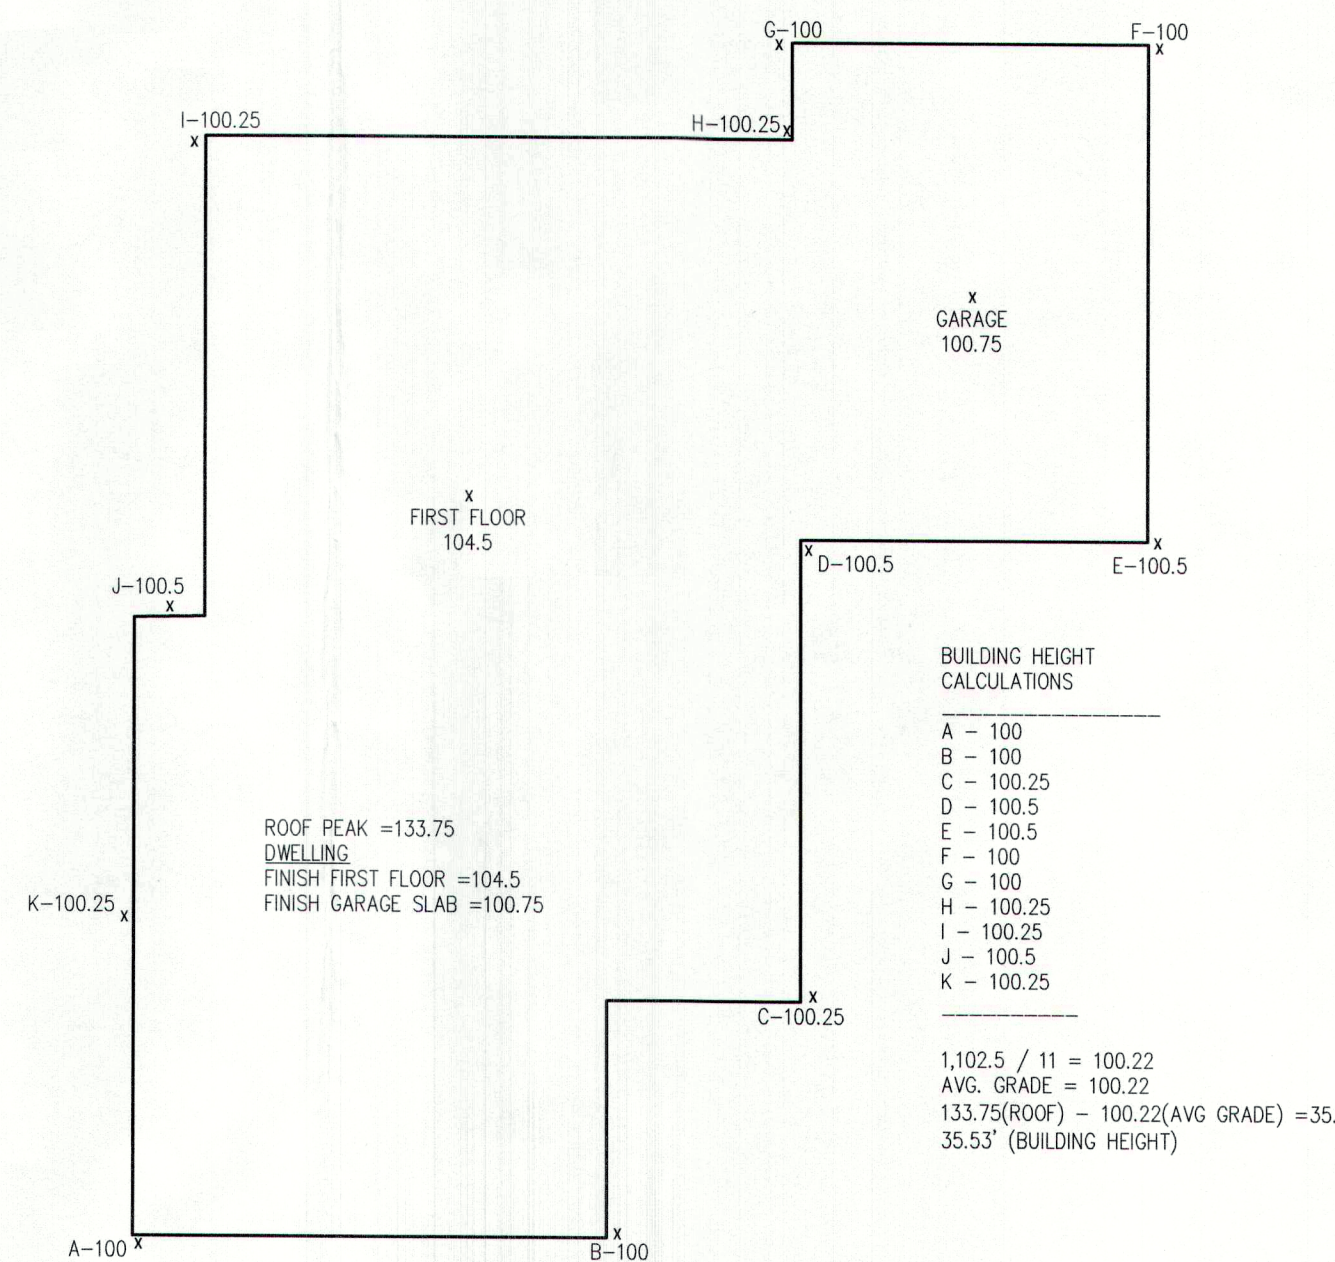 G-100
F-100
I-100.25
H-100.25
GARAGE
100.75
FIRST FLOOR
104.5
D-100.5
E-100.5
J-100.5
BUILDING HEIGHT
CALCULATIONS
A - 100
B - 100
C - 100.25
D - 100.5
E - 100.5
F - 100
G - 100
H - 100.25
I - 100.25
J - 100.5
K - 100.25
ROOF PEAK =133.75
DWELLING
FINISH FIRST FLOOR =104.5
FINISH GARAGE SLAB =100.75
K-100.25
C-100.25
1,102.5 / 11 = 100.22
AVG. GRADE = 100.22
133.75(ROOF) - 100.22(AVG GRADE) =35.
35.53' (BUILDING HEIGHT)
A-100
B-100